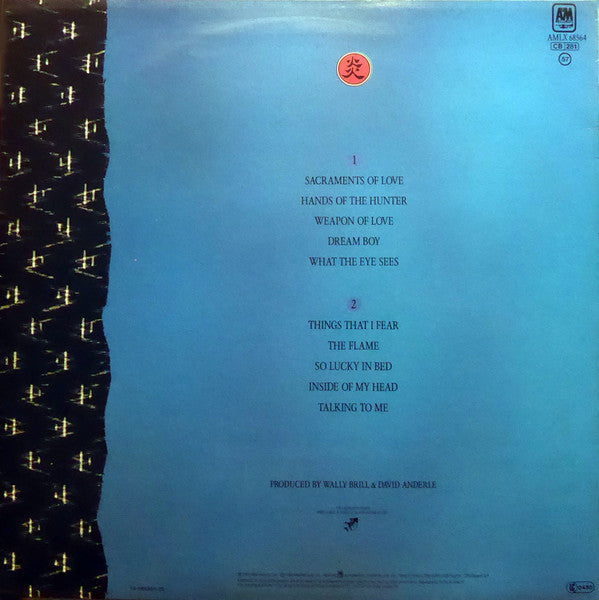 A&M
AMLX 68564
CB 281
57
炎
1
SACRAMENTS OF LOVE
HANDS OF THE HUNTER
WEAPON OF LOVE
DREAM BOY
WHAT THE EYE SEES
2
THINGS THAT I FEAR
THE FLAME
SO LUCKY IN BED
INSIDE OF MY HEAD
TALKING TO ME
PRODUCED BY WALLY BRILL & DAVID ANDERLE